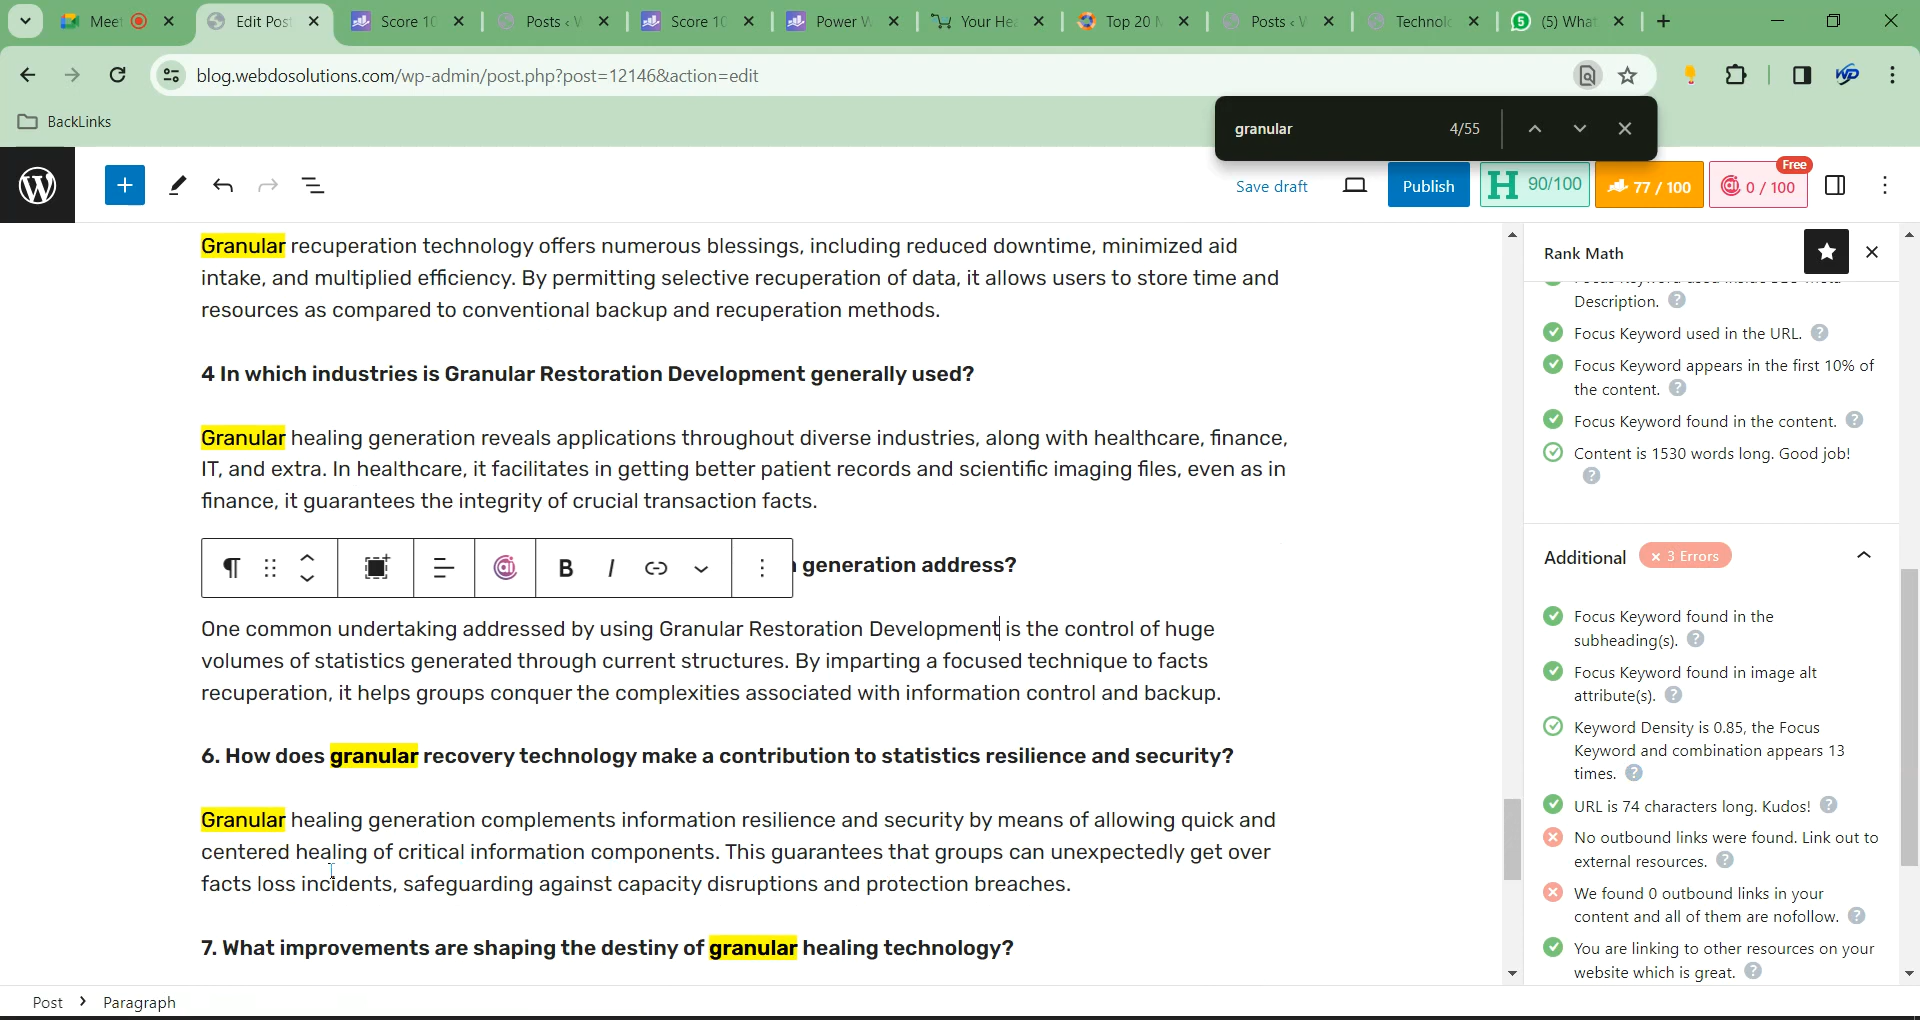 Meet
Edit Pos
Score 10
Posts ‹ V
Score 10
Power W
Your He
Top 20
Posts ‹ V
Technolo
(5) What
blog.webdosolutions.com/wp-admin/post.php?post=12146&action=edit
BackLinks
granular 4/55
Save draft
Publish
H 90/100
77 / 100
0 / 100
Free
Granular recuperation technology offers numerous blessings, including reduced downtime, minimized aid
intake, and multiplied efficiency. By permitting selective recuperation of data, it allows users to store time and
resources as compared to conventional backup and recuperation methods.
4 In which industries is Granular Restoration Development generally used?
Granular healing generation reveals applications throughout diverse industries, along with healthcare, finance,
IT, and extra. In healthcare, it facilitates in getting better patient records and scientific imaging files, even as in
finance, it guarantees the integrity of crucial transaction facts.
B I
generation address?
One common undertaking addressed by using Granular Restoration Development is the control of huge
volumes of statistics generated through current structures. By imparting a focused technique to facts
recuperation, it helps groups conquer the complexities associated with information control and backup.
6. How does granular recovery technology make a contribution to statistics resilience and security?
Granular healing generation complements information resilience and security by means of allowing quick and
centered healing of critical information components. This guarantees that groups can unexpectedly get over
facts loss incidents, safeguarding against capacity disruptions and protection breaches.
7. What improvements are shaping the destiny of granular healing technology?
Post
Paragraph
Rank Math
Description.
Focus Keyword used in the URL.
Focus Keyword appears in the first 10% of
the content.
Focus Keyword found in the content.
Content is 1530 words long. Good job!
Additional × 3 Errors
Focus Keyword found in the
subheading(s).
Focus Keyword found in image alt
attribute(s).
Keyword Density is 0.85, the Focus
Keyword and combination appears 13
times.
URL is 74 characters long. Kudos!
No outbound links were found. Link out to
external resources.
We found 0 outbound links in your
content and all of them are nofollow.
You are linking to other resources on your
website which is great.